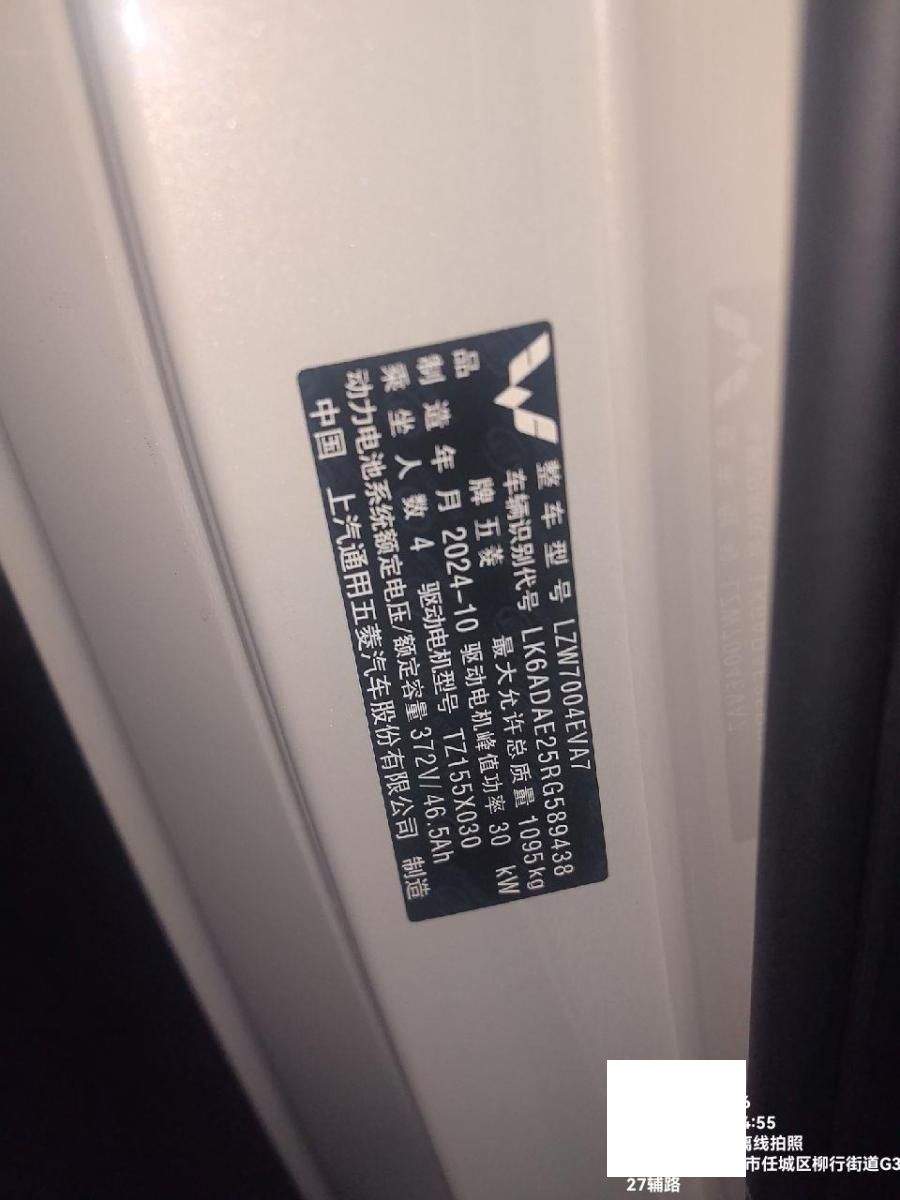 整车型号 LZW7004EVA7
车辆识别代号 LK6ADAE25RG589438
品牌 五菱 最大允许总质量 1095kg
制造年月 2024-10 驱动电机峰值功率 30 kW
乘坐人数 4 驱动电机型号 TZ155X030
动力电池系统额定电压/额定容量 372V/46.5Ah
中国 上汽通用五菱汽车股份有限公司 制造
:55
离线拍照
市任城区柳行街道G3
27辅路